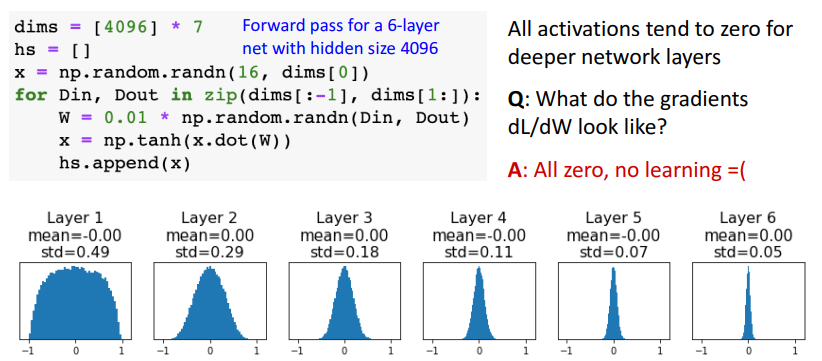 dims = [4096] * 7
Forward pass for a 6-layer
hs = []
net with hidden size 4096
x = np.random.randn(16, dims[0])
for Din, Dout in zip(dims[:-1], dims[1:]):
    W = 0.01 * np.random.randn(Din, Dout)
    x = np.tanh(x.dot(W))
    hs.append(x)
All activations tend to zero for
deeper network layers
Q: What do the gradients
dL/dW look like?
A: All zero, no learning =(
Layer 1
mean=-0.00
std=0.49
−1 0 1
Layer 2
mean=0.00
std=0.29
−1 0 1
Layer 3
mean=0.00
std=0.18
−1 0 1
Layer 4
mean=-0.00
std=0.11
−1 0 1
Layer 5
mean=-0.00
std=0.07
−1 0 1
Layer 6
mean=0.00
std=0.05
−1 0 1